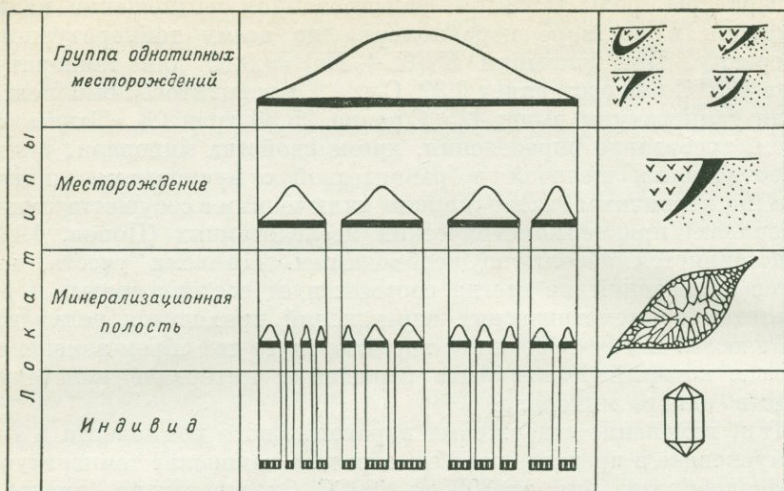 Группа однотипных
месторождений
Месторождение
Минерализационная
полость
Индивид
Локатипы